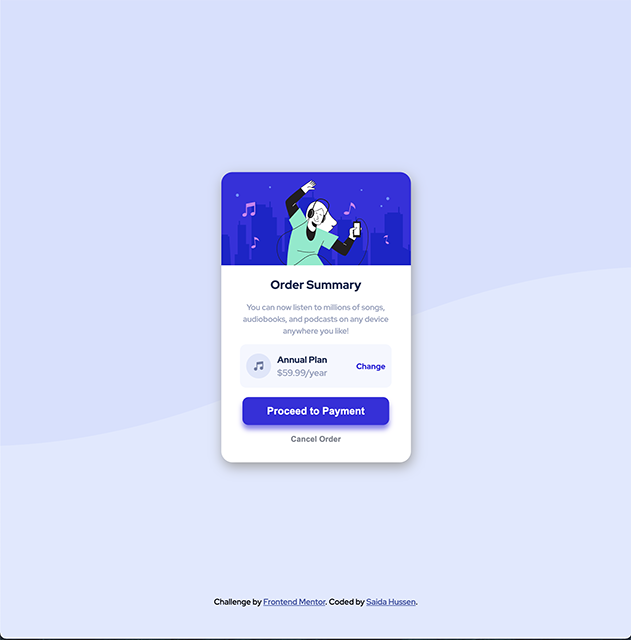 Order Summary
You can now listen to millions of songs,
audiobooks, and podcasts on any device
anywhere you like!
Annual Plan
$59.99/year
Change
Proceed to Payment
Cancel Order
Challenge by Frontend Mentor. Coded by Saida Hussen.